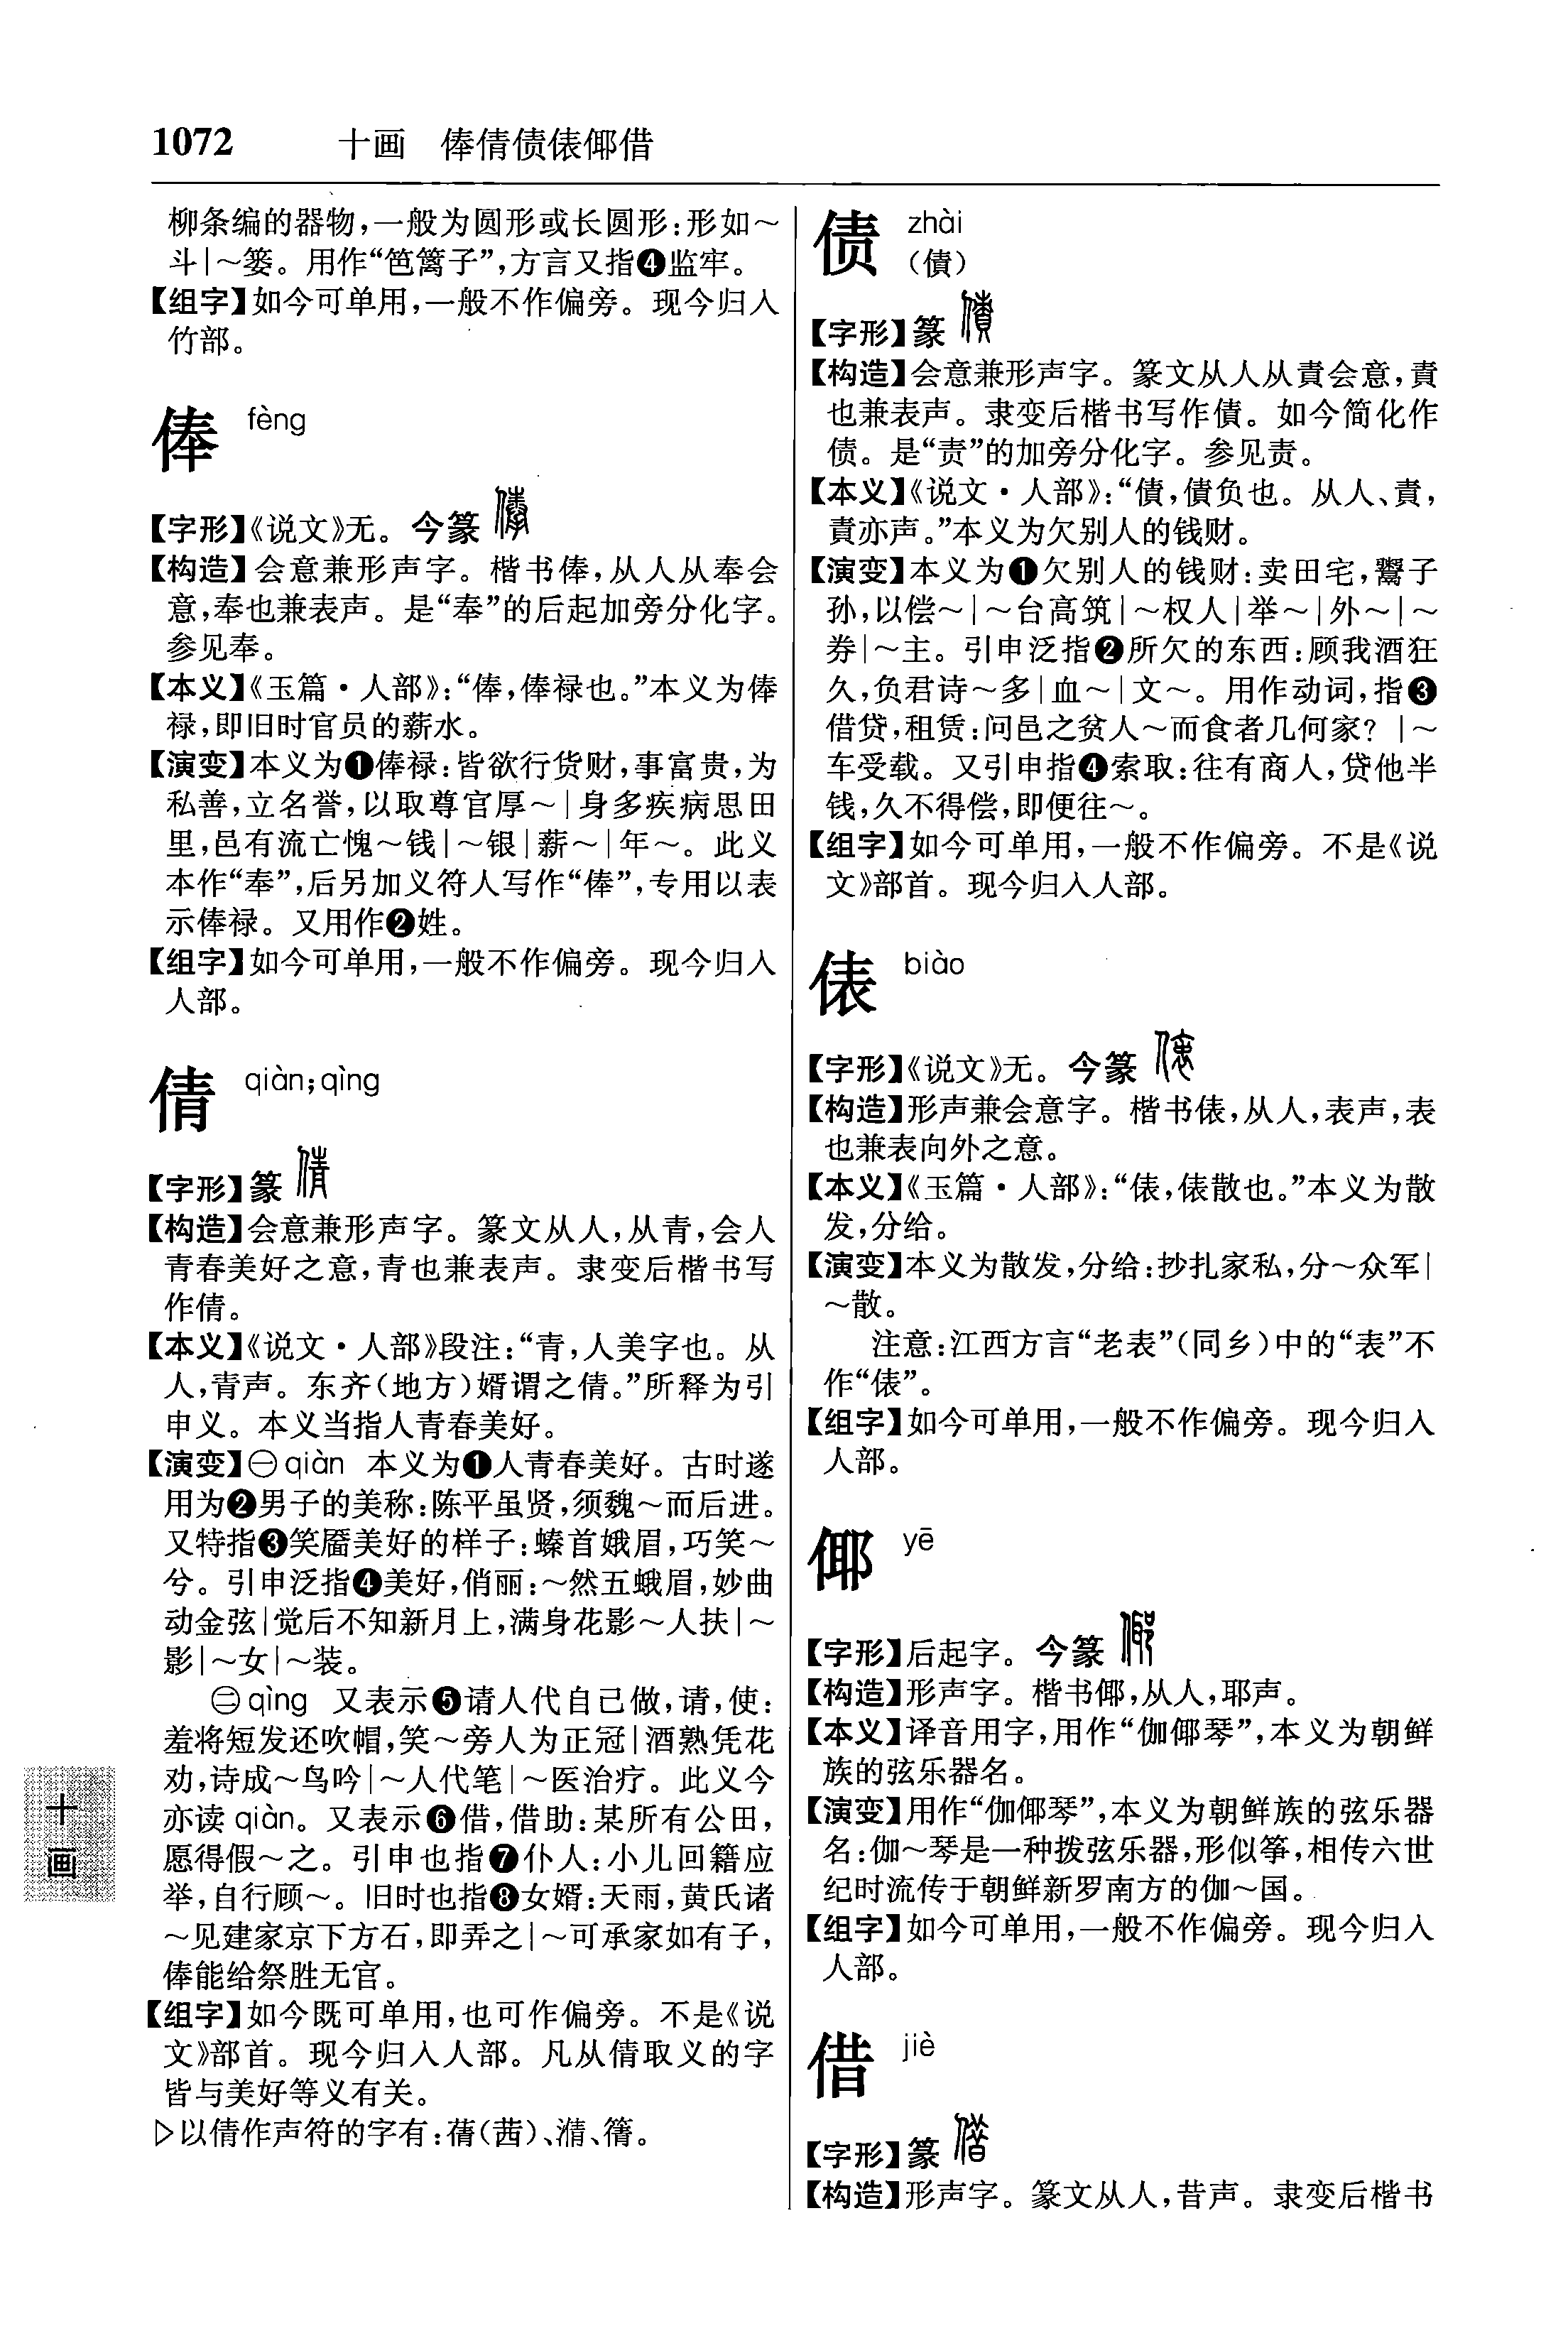 1072 十画 俸倩债俵倻借
柳条编的器物,一般为圆形或长圆形:形如～
斗|～篓。用作“笆篱子”,方言又指❹监牢。
【组字】如今可单用,一般不作偏旁。现今归入
竹部。
俸 fèng
【字形】《说文》无。今篆
【构造】会意兼形声字。楷书俸,从人从奉会
意,奉也兼表声。是“奉”的后起加旁分化字。
参见奉。
【本义】《玉篇·人部》:“俸,俸禄也。”本义为俸
禄,即旧时官员的薪水。
【演变】本义为❶俸禄:皆欲行货财,事富贵,为
私善,立名誉,以取尊官厚～|身多疾病思田
里,邑有流亡愧～钱|～银|薪～|年～。此义
本作“奉”,后另加义符人写作“俸”,专用以表
示俸禄。又用作❷姓。
【组字】如今可单用,一般不作偏旁。现今归入
人部。
倩 qiàn;qìng
【字形】篆
【构造】会意兼形声字。篆文从人,从青,会人
青春美好之意,青也兼表声。隶变后楷书写
作倩。
【本义】《说文·人部》段注:“青,人美字也。从
人,青声。东齐(地方)婿谓之倩。”所释为引
申义。本义当指人青春美好。
【演变】㊀qiàn 本义为❶人青春美好。古时遂
用为❷男子的美称:陈平虽贤,须魏～而后进。
又特指❸笑靥美好的样子:螓首娥眉,巧笑～
兮。引申泛指❹美好,俏丽:～然五蛾眉,妙曲
动金弦|觉后不知新月上,满身花影～人扶|～
影|～女|～装。
㊁qìng 又表示❺请人代自己做,请,使:
羞将短发还吹帽,笑～旁人为正冠|酒熟凭花
劝,诗成～鸟吟|～人代笔|～医治疗。此义今
亦读 qiàn。又表示❻借,借助:某所有公田,
愿得假～之。引申也指❼仆人:小儿回籍应
举,自行顾～。旧时也指❽女婿:天雨,黄氏诸
～见建家京下方石,即弄之|～可承家如有子,
俸能给祭胜无官。
【组字】如今既可单用,也可作偏旁。不是《说
文》部首。现今归入人部。凡从倩取义的字
皆与美好等义有关。
▷以倩作声符的字有:蒨(茜)、濪、篟。
债 zhài
(債)
【字形】篆
【构造】会意兼形声字。篆文从人从責会意,責
也兼表声。隶变后楷书写作債。如今简化作
债。是“责”的加旁分化字。参见责。
【本义】《说文·人部》:“債,債负也。从人、責,
責亦声。”本义为欠别人的钱财。
【演变】本义为❶欠别人的钱财:卖田宅,鬻子
孙,以偿～|～台高筑|～权人|举～|外～|～
券|～主。引申泛指❷所欠的东西:顾我酒狂
久,负君诗～多|血～|文～。用作动词,指❸
借贷,租赁:问邑之贫人～而食者几何家? |～
车受载。又引申指❹索取:往有商人,贷他半
钱,久不得偿,即便往～。
【组字】如今可单用,一般不作偏旁。不是《说
文》部首。现今归入人部。
俵 biào
【字形】《说文》无。今篆
【构造】形声兼会意字。楷书俵,从人,表声,表
也兼表向外之意。
【本义】《玉篇·人部》:“俵,俵散也。”本义为散
发,分给。
【演变】本义为散发,分给:抄扎家私,分～众军|
～散。
注意:江西方言“老表”(同乡)中的“表”不
作“俵”。
【组字】如今可单用,一般不作偏旁。现今归入
人部。
倻 yē
【字形】后起字。今篆
【构造】形声字。楷书倻,从人,耶声。
【本义】译音用字,用作“伽倻琴”,本义为朝鲜
族的弦乐器名。
【演变】用作“伽倻琴”,本义为朝鲜族的弦乐器
名:伽～琴是一种拨弦乐器,形似筝,相传六世
纪时流传于朝鲜新罗南方的伽～国。
【组字】如今可单用,一般不作偏旁。现今归入
人部。
借 jiè
【字形】篆
【构造】形声字。篆文从人,昔声。隶变后楷书
十
画